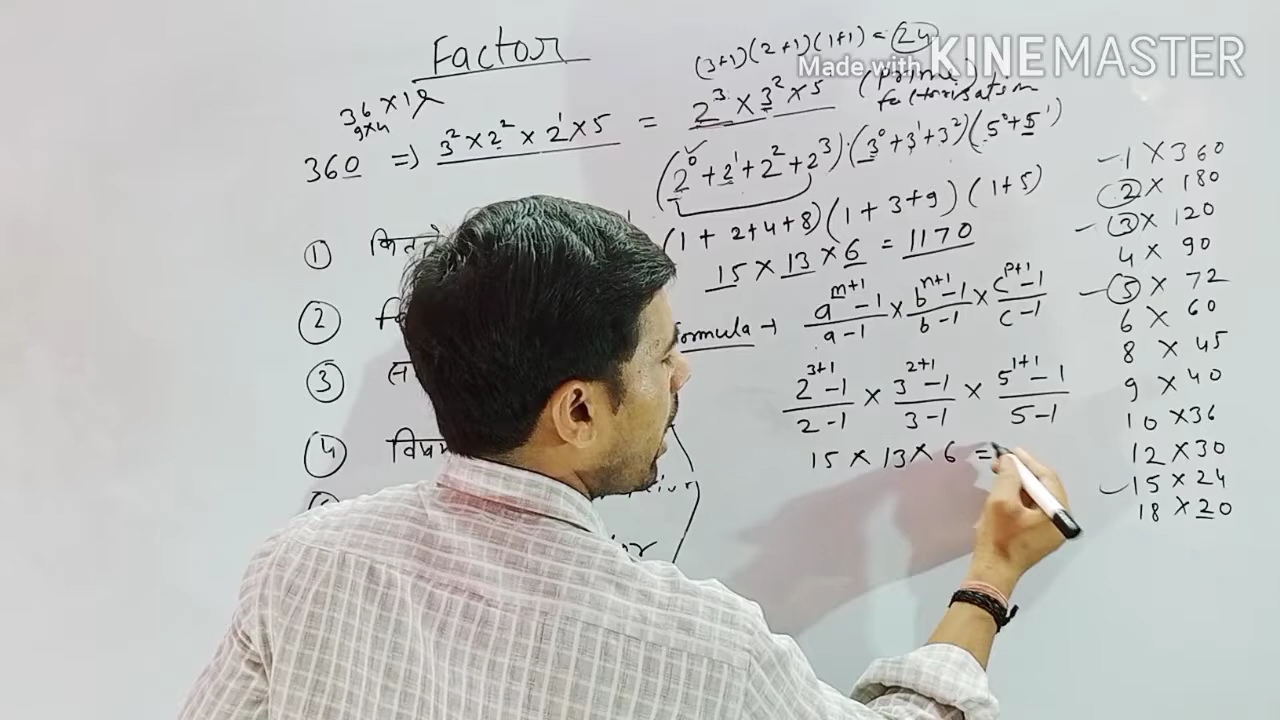 Factor
(3+1)(2+1)(1+1) = 24
Made with KINEMASTER
36 × 10
9×4
360 ⇒ 3² × 2² × 2¹ × 5 = 2³ × 3² × 5 (prime factorisation)
(2⁰ + 2¹ + 2² + 2³) · (3⁰ + 3¹ + 3²) (5⁰ + 5¹)
(1 + 2 + 4 + 8) (1 + 3 + 9) (1 + 5)
15 × 13 × 6 = 1170
①
②
③
④
formula → (a^(m+1) − 1)/(a − 1) × (b^(n+1) − 1)/(b − 1) × (c^(p+1) − 1)/(c − 1)
(2^(3+1) − 1)/(2 − 1) × (3^(2+1) − 1)/(3 − 1) × (5^(1+1) − 1)/(5 − 1)
15 × 13 × 6 =
1 × 360
2 × 180
3 × 120
4 × 90
5 × 72
6 × 60
8 × 45
9 × 40
10 × 36
12 × 30
15 × 24
18 × 20